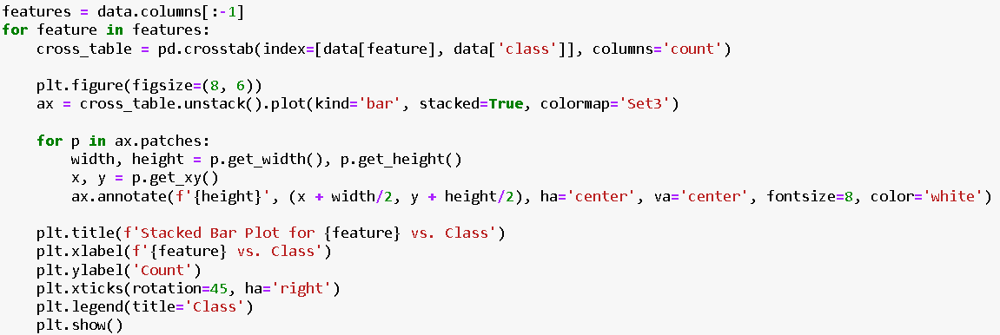 features = data.columns[:-1]
for feature in features:
    cross_table = pd.crosstab(index=[data[feature], data['class']], columns='count')

    plt.figure(figsize=(8, 6))
    ax = cross_table.unstack().plot(kind='bar', stacked=True, colormap='Set3')

    for p in ax.patches:
        width, height = p.get_width(), p.get_height()
        x, y = p.get_xy()
        ax.annotate(f'{height}', (x + width/2, y + height/2), ha='center', va='center', fontsize=8, color='white')

    plt.title(f'Stacked Bar Plot for {feature} vs. Class')
    plt.xlabel(f'{feature} vs. Class')
    plt.ylabel('Count')
    plt.xticks(rotation=45, ha='right')
    plt.legend(title='Class')
    plt.show()